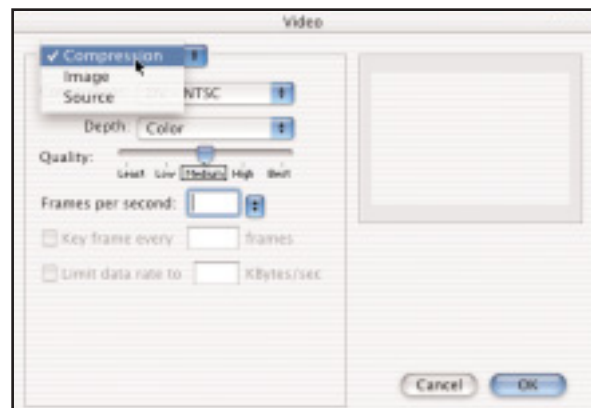 Video
✓ Compression
Image
Source
NTSC
Depth: Color
Quality:
Least Low Medium High Best
Frames per second:
Key frame every frames
Limit data rate to KBytes/sec
Cancel OK